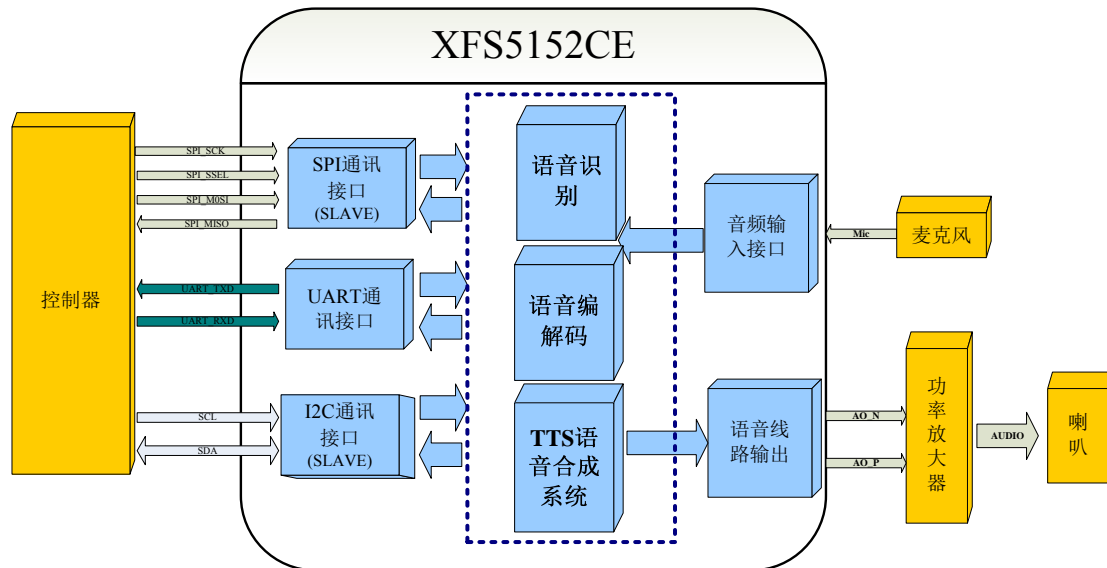 XFS5152CE
控制器
SPI_SCK
SPI_SSEL
SPI_M0SI
SPI_MISO
UART_TXD
UART_RXD
SCL
SDA
SPI通讯
接口
(SLAVE)
UART通
讯接口
I2C通讯
接口
(SLAVE)
语音识
别
语音编
解码
TTS语
音合成
系统
音频输
入接口
语音线
路输出
Mic
麦克风
AO_N
AO_P
功
率
放
大
器
AUDIO
喇
叭